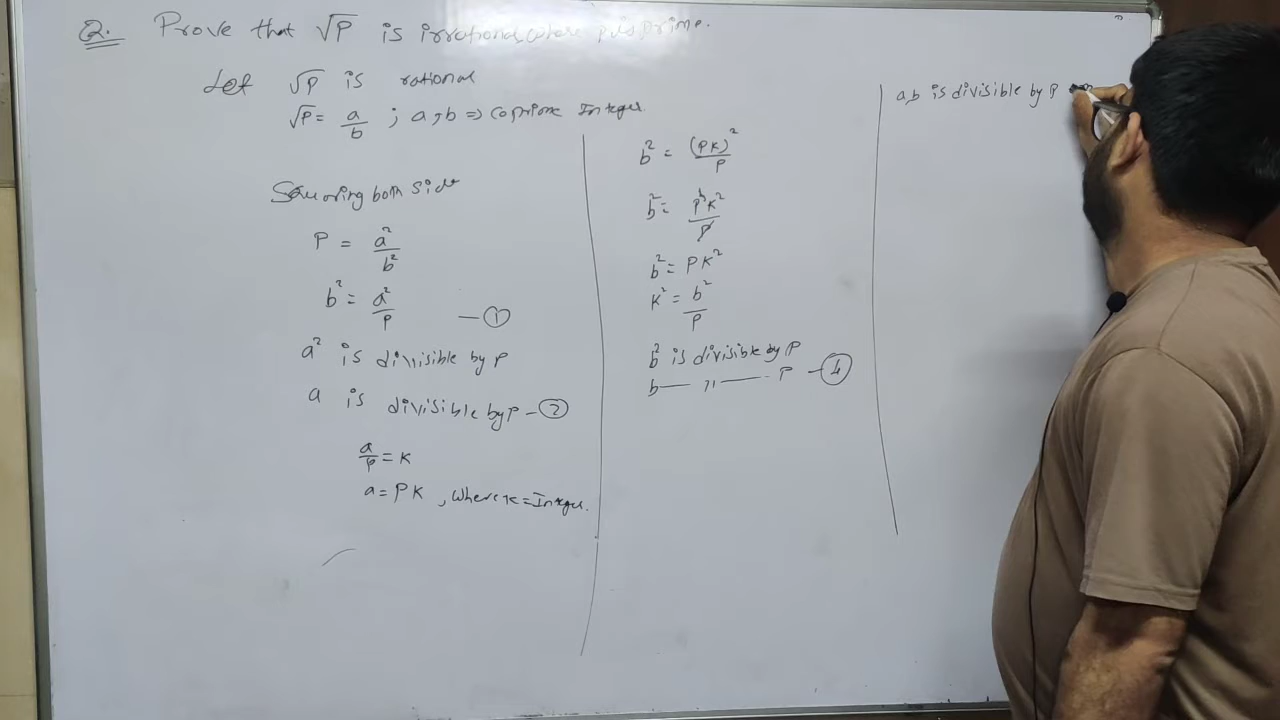 Q. Prove that √P is irrational, where p is prime.
Let √P is rational
√P = a/b ; a, b => coprime Integer.
Squaring both side
P = a²/b²
b² = a²/P —①
a² is divisible by P
a is divisible by P - ②
a/P = K
a = PK , where k = Integer.
b² = (PK)²/P
b² = P²K²/P
b² = PK²
K² = b²/P
b² is divisible by P
b — ,, — P - ④
a,b is divisible by P